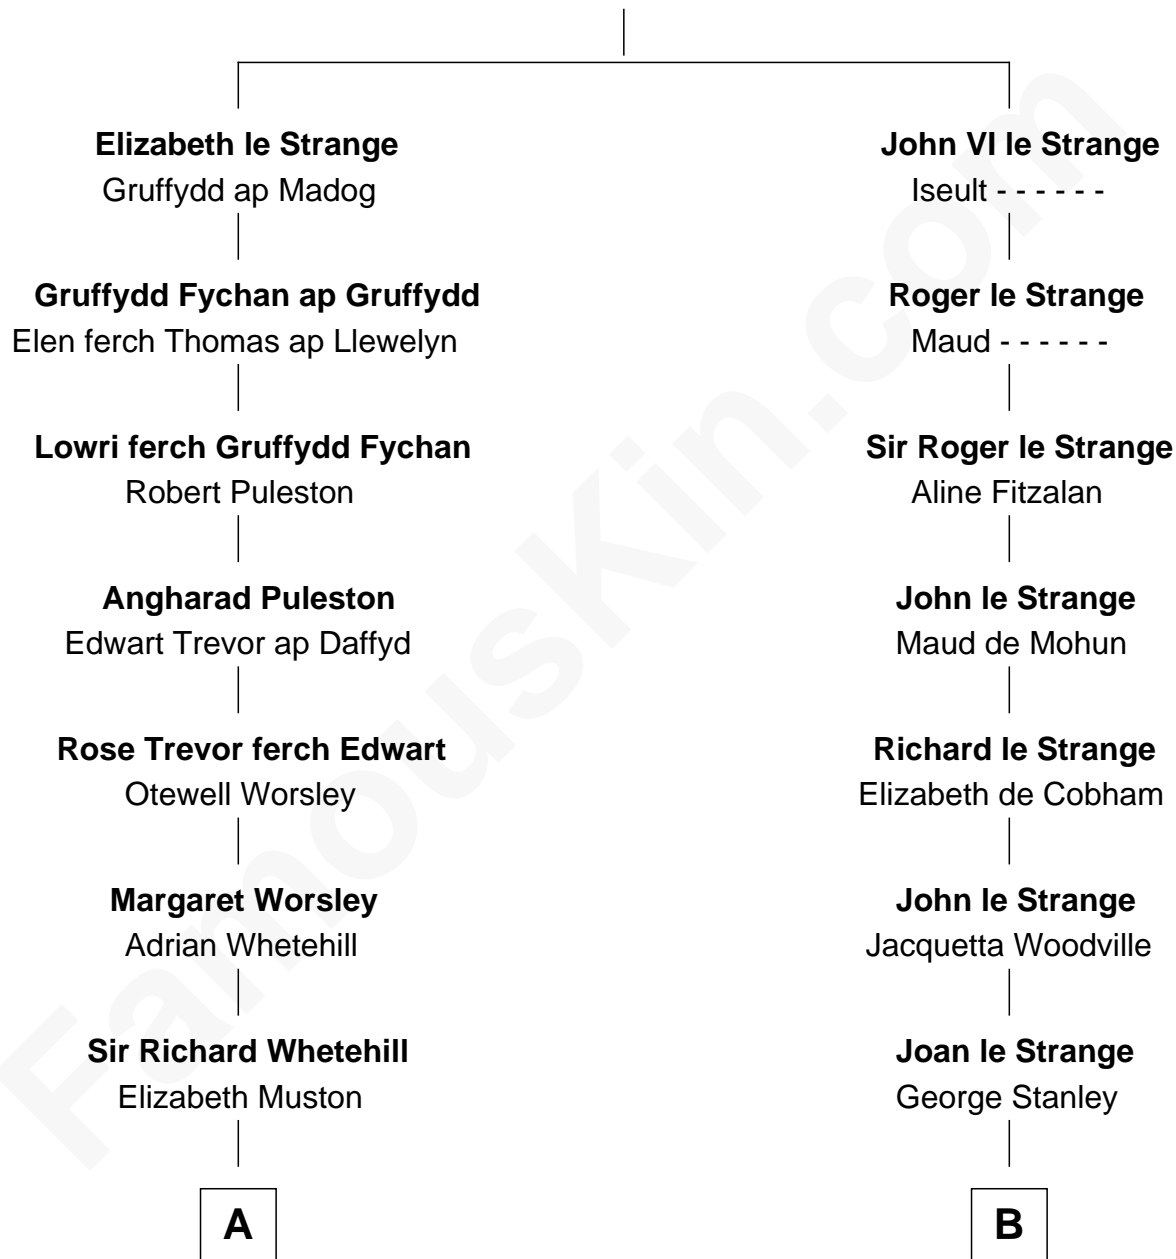 Elizabeth le Strange
Gruffydd ap Madog
Gruffydd Fychan ap Gruffydd
Elen ferch Thomas ap Llewelyn
Lowri ferch Gruffydd Fychan
Robert Puleston
Angharad Puleston
Edwart Trevor ap Daffyd
Rose Trevor ferch Edwart
Otewell Worsley
Margaret Worsley
Adrian Whetehill
Sir Richard Whetehill
Elizabeth Muston
A
John VI le Strange
Iseult - - - - - -
Roger le Strange
Maud - - - - - -
Sir Roger le Strange
Aline Fitzalan
John le Strange
Maud de Mohun
Richard le Strange
Elizabeth de Cobham
John le Strange
Jacquetta Woodville
Joan le Strange
George Stanley
B
FamousKin.com